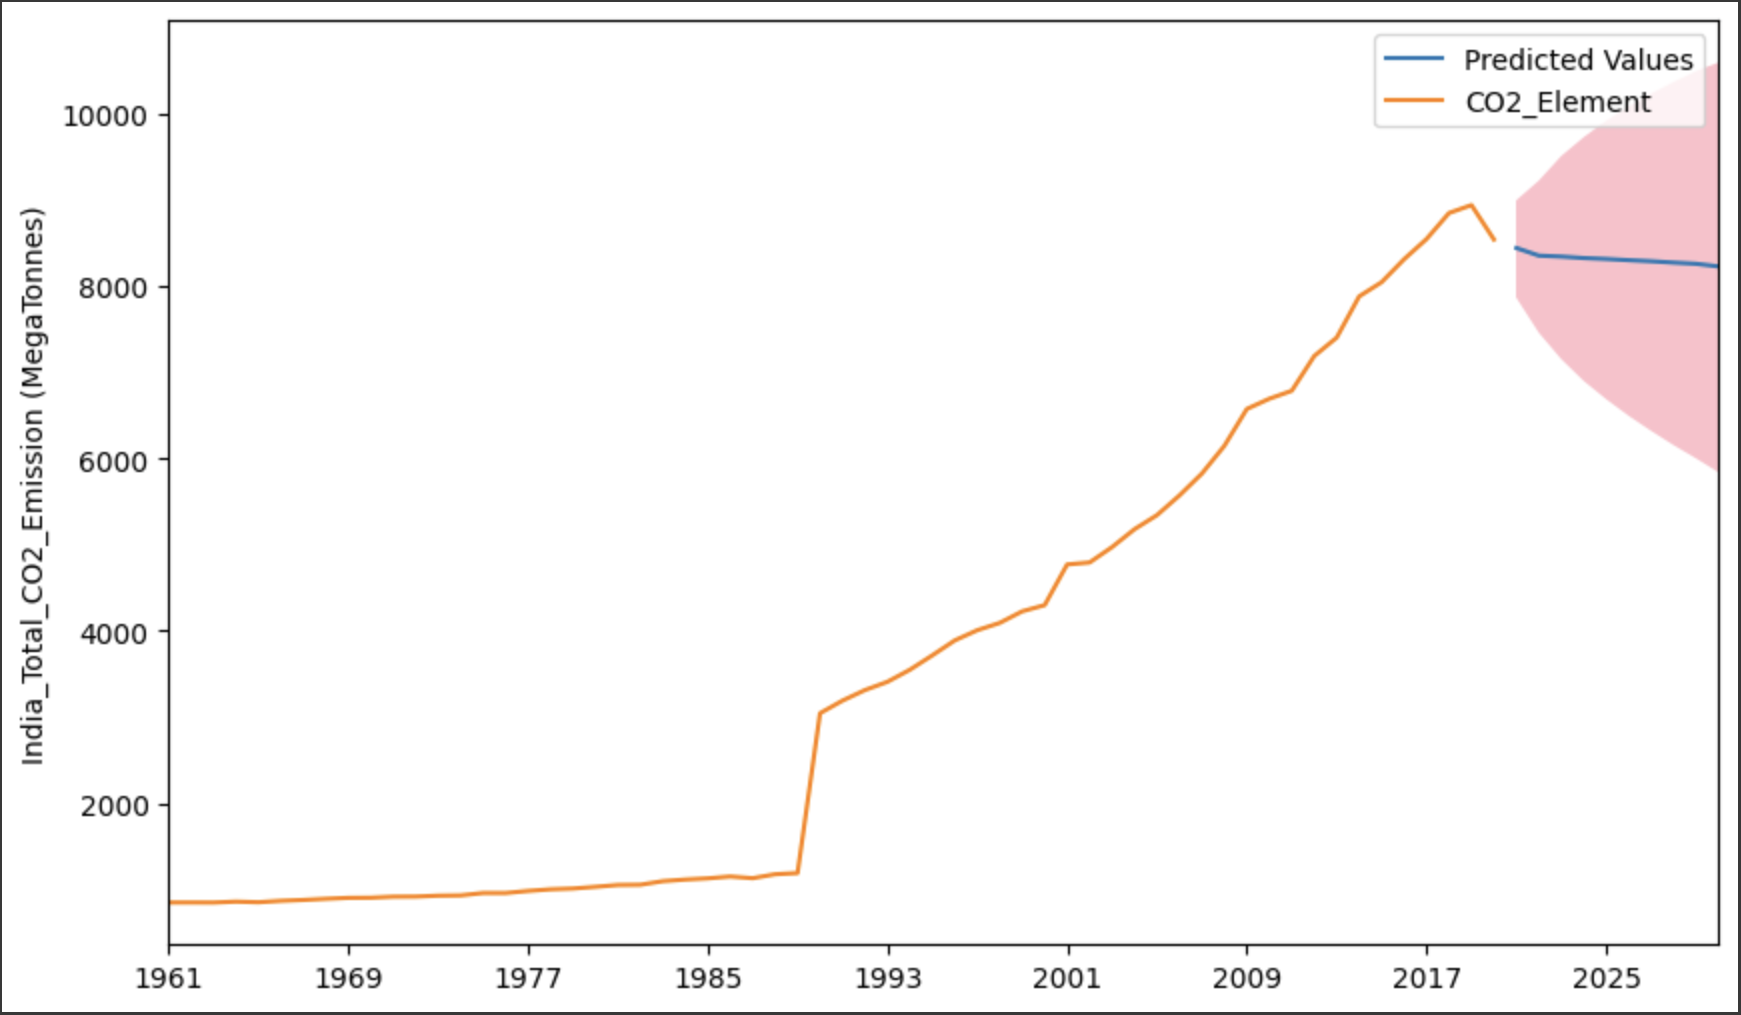 Predicted Values
CO2_Element
India_Total_CO2_Emission (MegaTonnes)
10000
8000
6000
4000
2000
1961 1969 1977 1985 1993 2001 2009 2017 2025